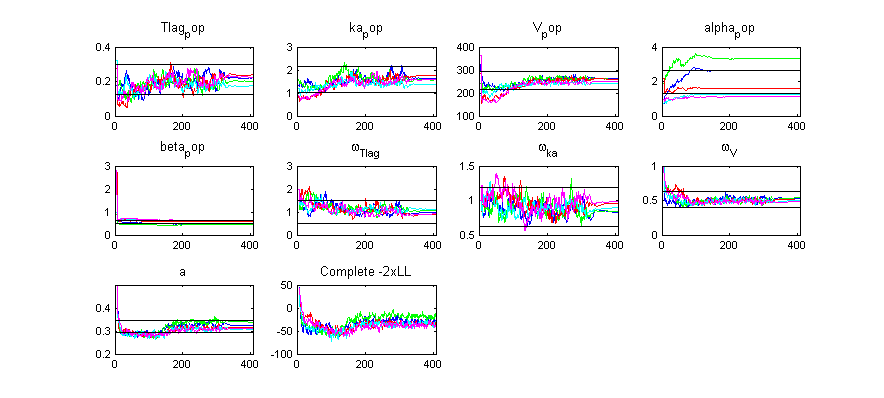 Tlag_pop ka_pop V_pop alpha_pop
0.4 3 400 4
0.2 2 300 2
1 200
0 0 100 0
0 200 400 0 200 400 0 200 400 0 200 400
beta_pop ω_Tlag ω_ka ω_V
3 4 1.5 1
2 3
1 2 1 0.5
1
0 0 0.5 0
0 200 400 0 200 400 0 200 400 0 200 400
a Complete -2xLL
50
0.4 0
0.3 -50
0.2 -100
0 200 400 0 200 400